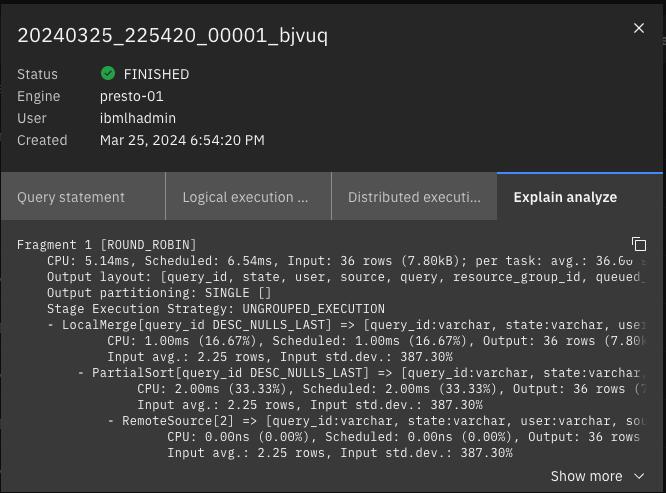 20240325_225420_00001_bjvuq
Status FINISHED
Engine presto-01
User ibmlhadmin
Created Mar 25, 2024 6:54:20 PM
Query statement Logical execution ... Distributed executi... Explain analyze
Fragment 1 [ROUND_ROBIN]
CPU: 5.14ms, Scheduled: 6.54ms, Input: 36 rows (7.80kB); per task: avg.: 36.00
Output layout: [query_id, state, user, source, query, resource_group_id, queued_
Output partitioning: SINGLE []
Stage Execution Strategy: UNGROUPED_EXECUTION
- LocalMerge[query_id DESC_NULLS_LAST] => [query_id:varchar, state:varchar, user
CPU: 1.00ms (16.67%), Scheduled: 1.00ms (16.67%), Output: 36 rows (7.80k
Input avg.: 2.25 rows, Input std.dev.: 387.30%
- PartialSort[query_id DESC_NULLS_LAST] => [query_id:varchar, state:varchar,
CPU: 2.00ms (33.33%), Scheduled: 2.00ms (33.33%), Output: 36 rows (7
Input avg.: 2.25 rows, Input std.dev.: 387.30%
- RemoteSource[2] => [query_id:varchar, state:varchar, user:varchar, sou
CPU: 0.00ns (0.00%), Scheduled: 0.00ns (0.00%), Output: 36 rows
Input avg.: 2.25 rows, Input std.dev.: 387.30%
Show more